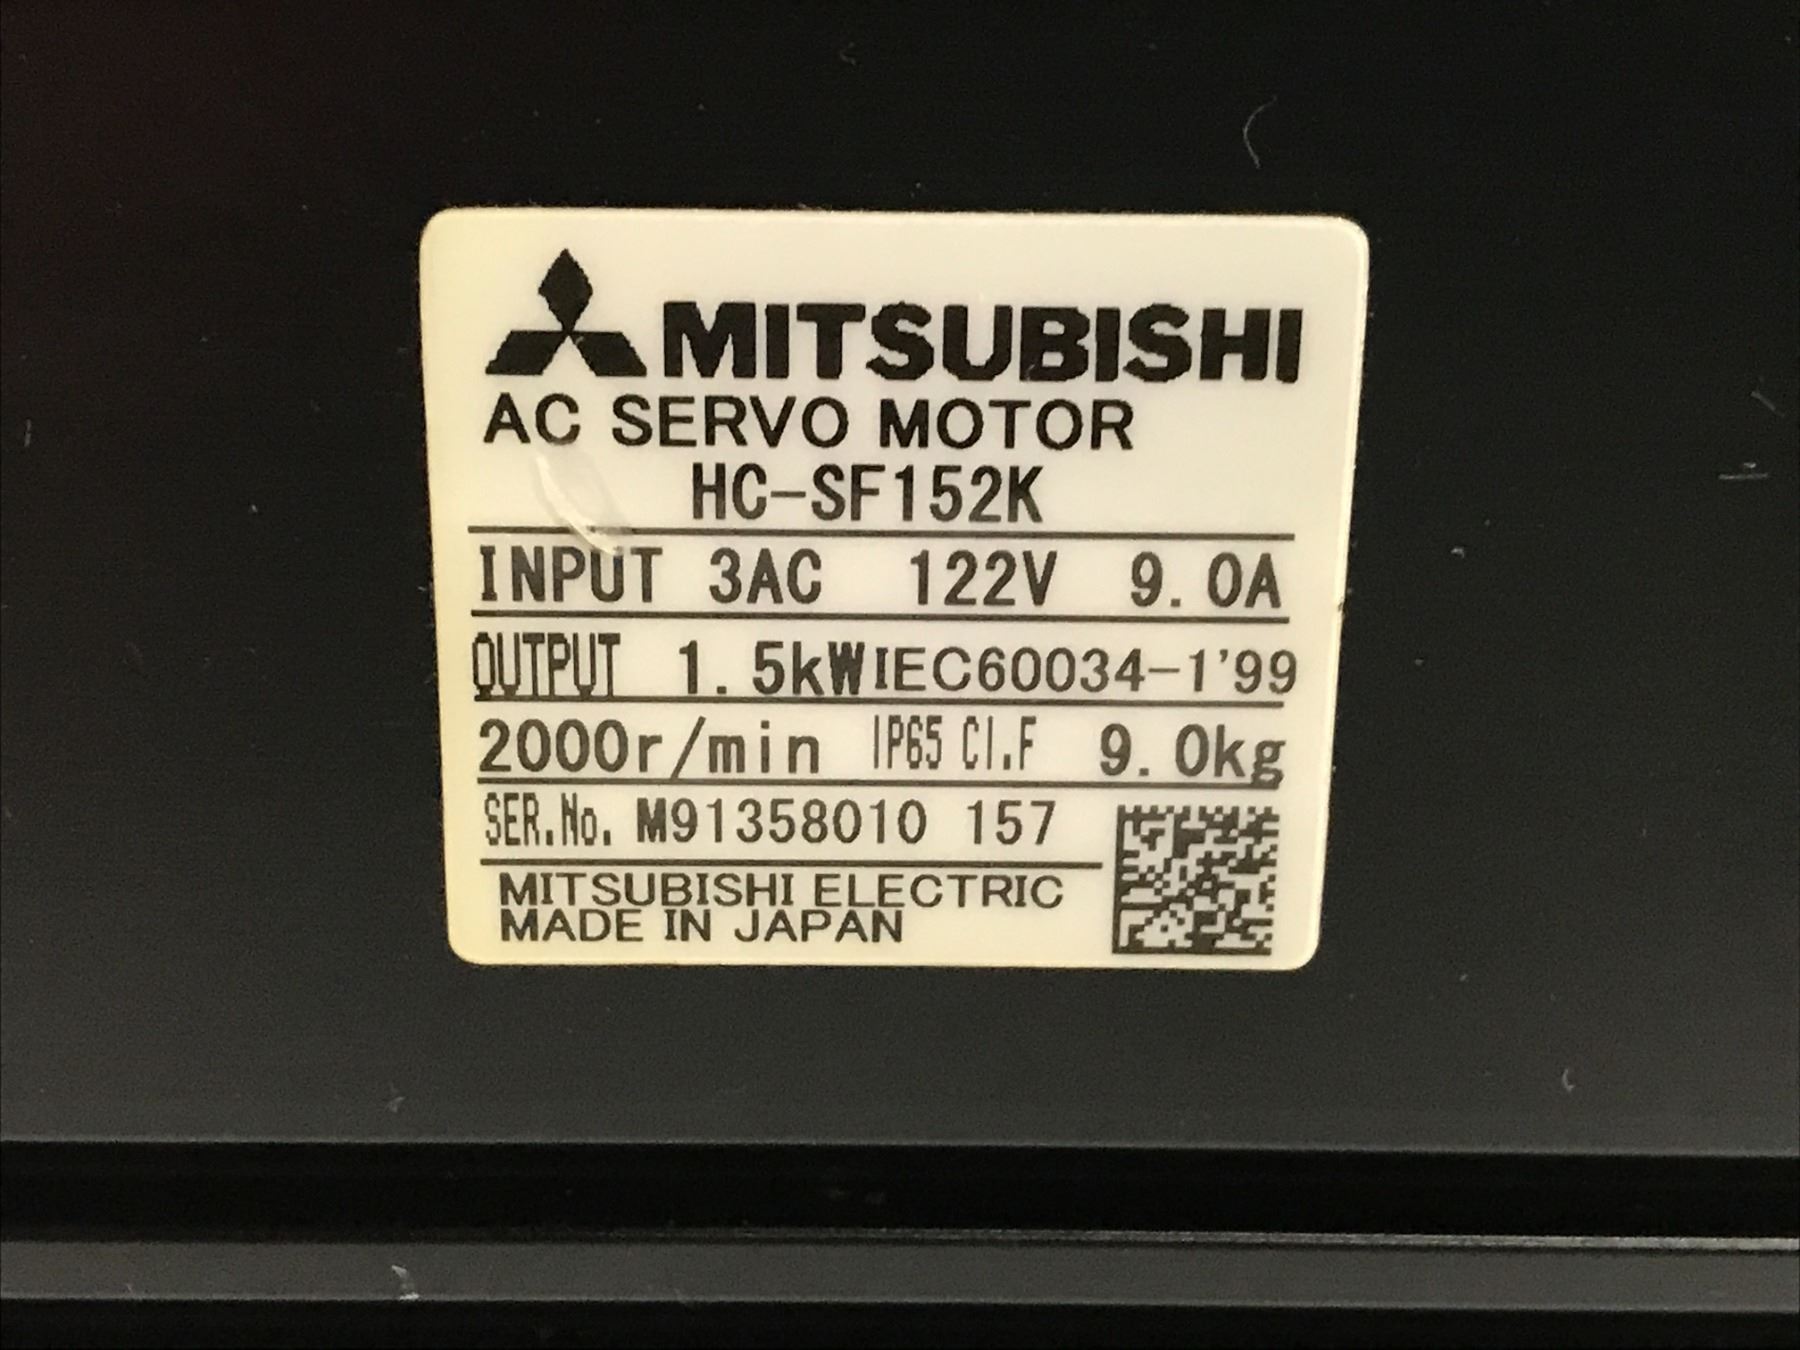 MITSUBISHI
AC SERVO MOTOR
HC-SF152K
INPUT 3AC 122V 9.0A
OUTPUT 1.5kW IEC60034-1'99
2000r/min IP65 CI.F 9.0kg
SER.No. M91358010 157
MITSUBISHI ELECTRIC
MADE IN JAPAN